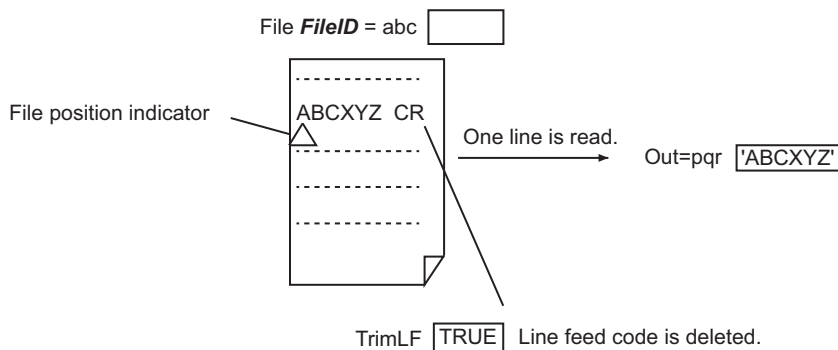 File FileID = abc
File position indicator
ABCXYZ CR
One line is read.
Out=pqr 'ABCXYZ'
TrimLF TRUE Line feed code is deleted.